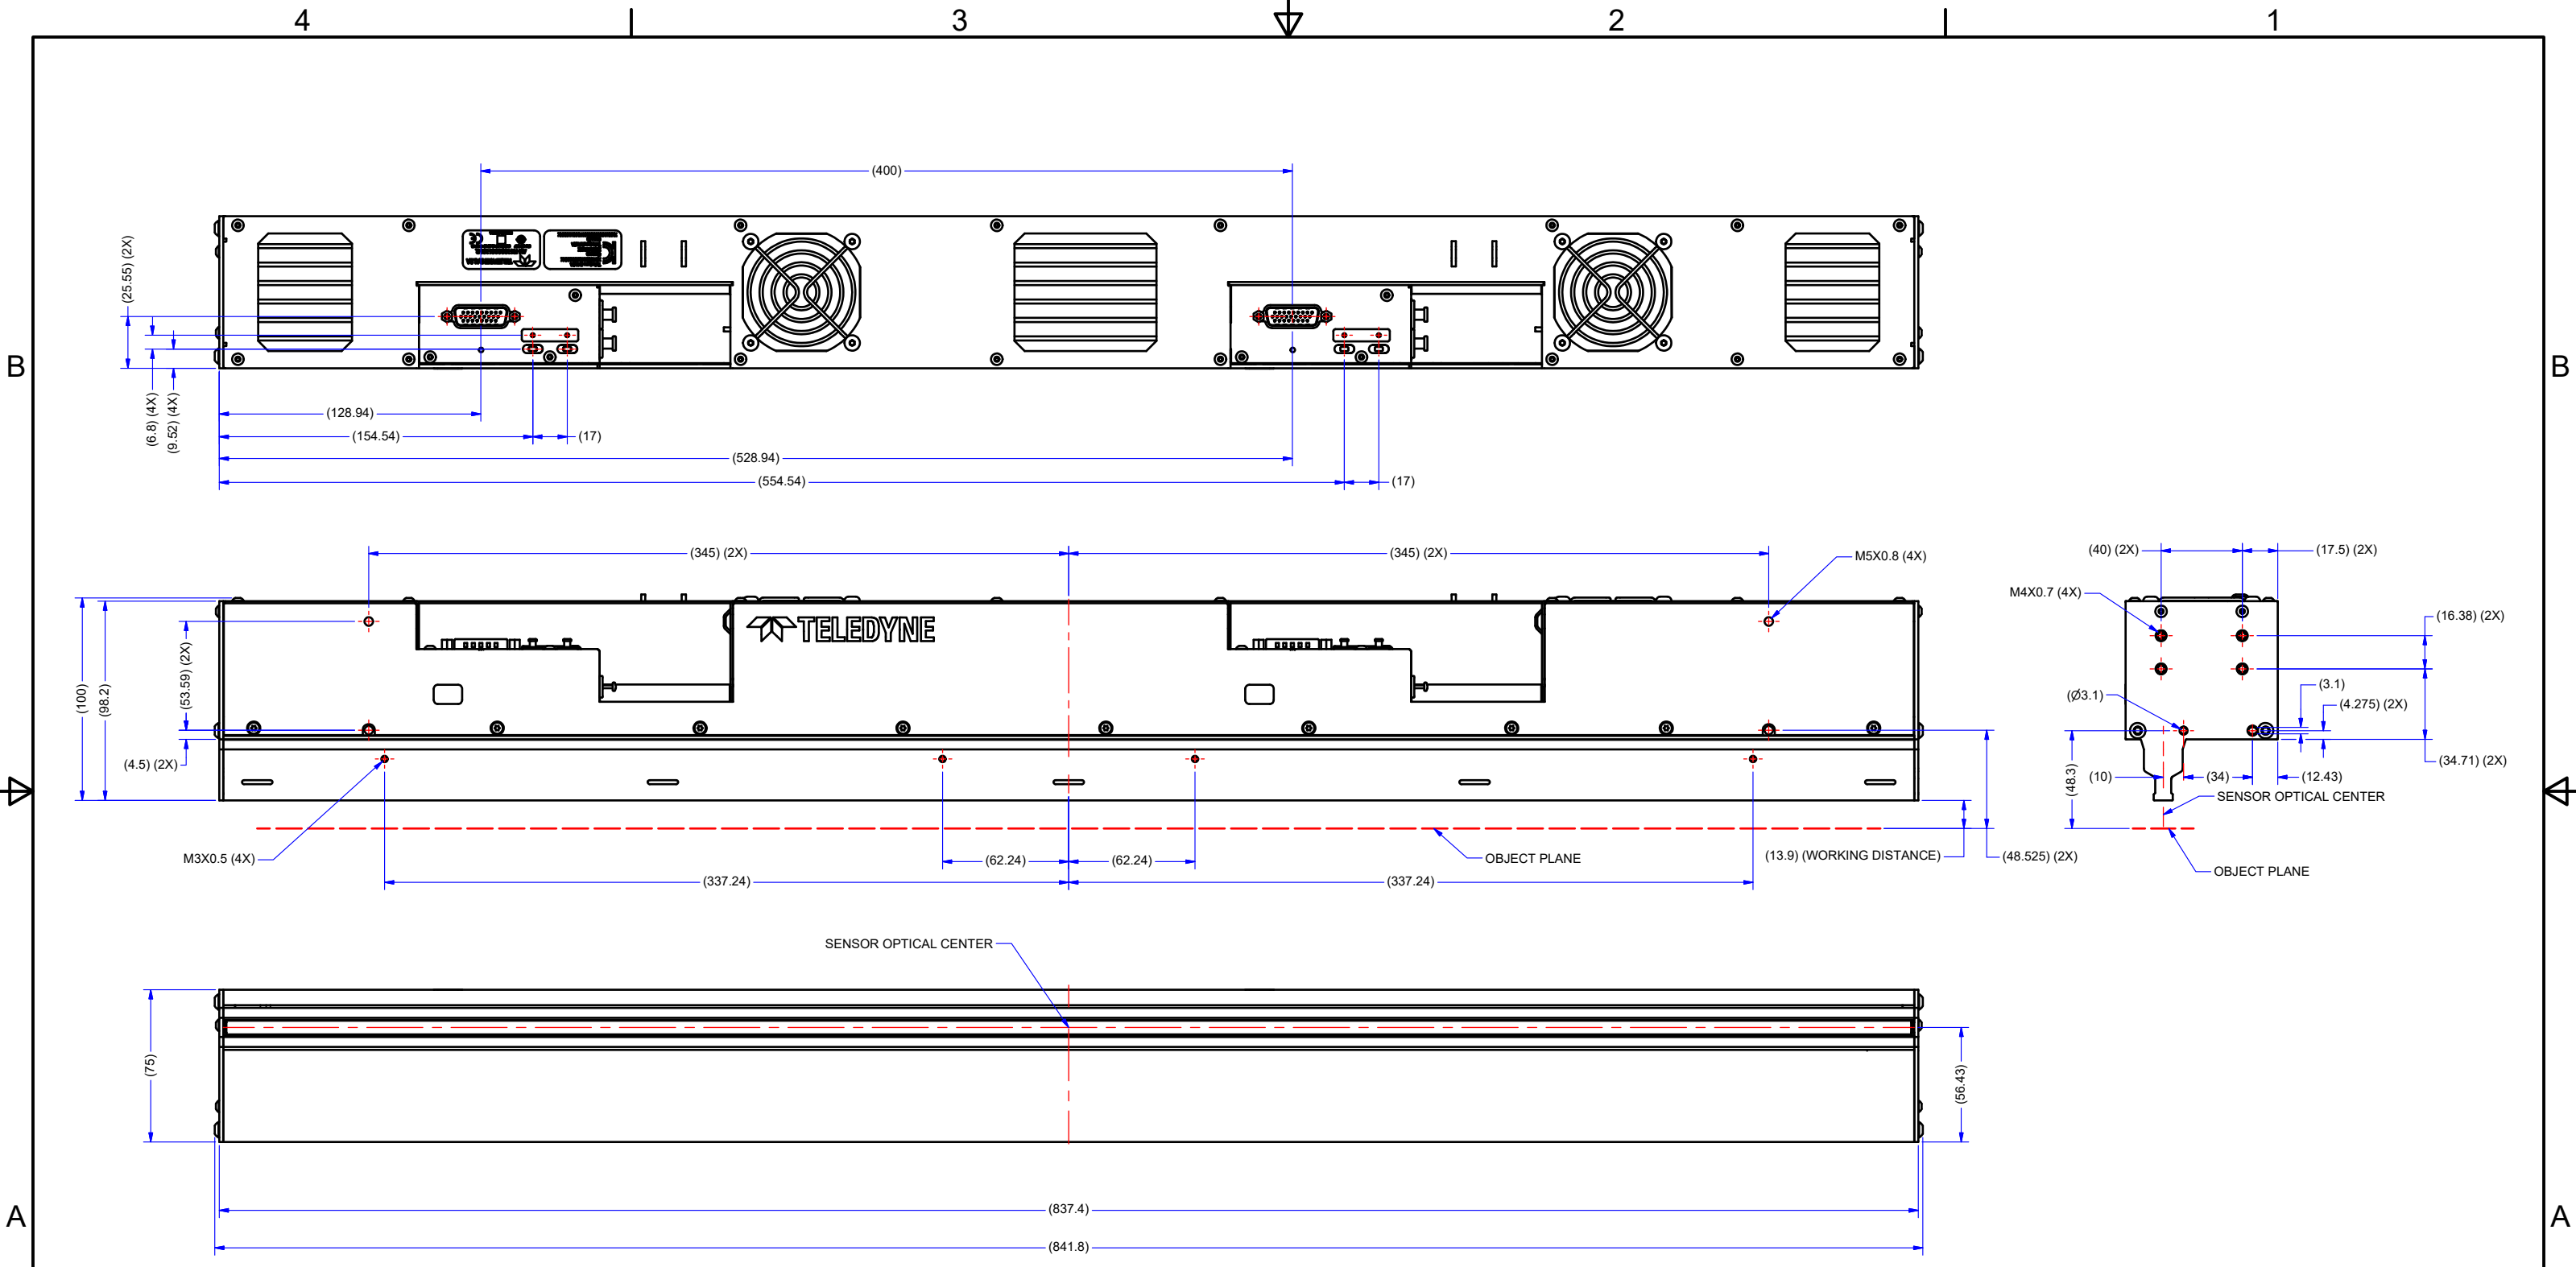 4 3 2 1
(400)
(25.55) (2X)
B B
(6.8) (4X)
(9.52) (4X)
(128.94)
(154.54) (17)
(528.94)
(554.54) (17)
(345) (2X) (345) (2X)
M5X0.8 (4X)
(40) (2X) (17.5) (2X)
M4X0.7 (4X)
(16.38) (2X)
TELEDYNE
(100)
(98.2)
(53.59) (2X)
(4.5) (2X)
(Ø3.1)
(3.1)
(4.275) (2X)
(34.71) (2X)
(48.3)
(10) (34) (12.43)
SENSOR OPTICAL CENTER
M3X0.5 (4X)
(62.24) (62.24)
OBJECT PLANE
(13.9) (WORKING DISTANCE)
(48.525) (2X)
OBJECT PLANE
(337.24) (337.24)
SENSOR OPTICAL CENTER
(75)
(56.43)
A A
(837.4)
(841.8)